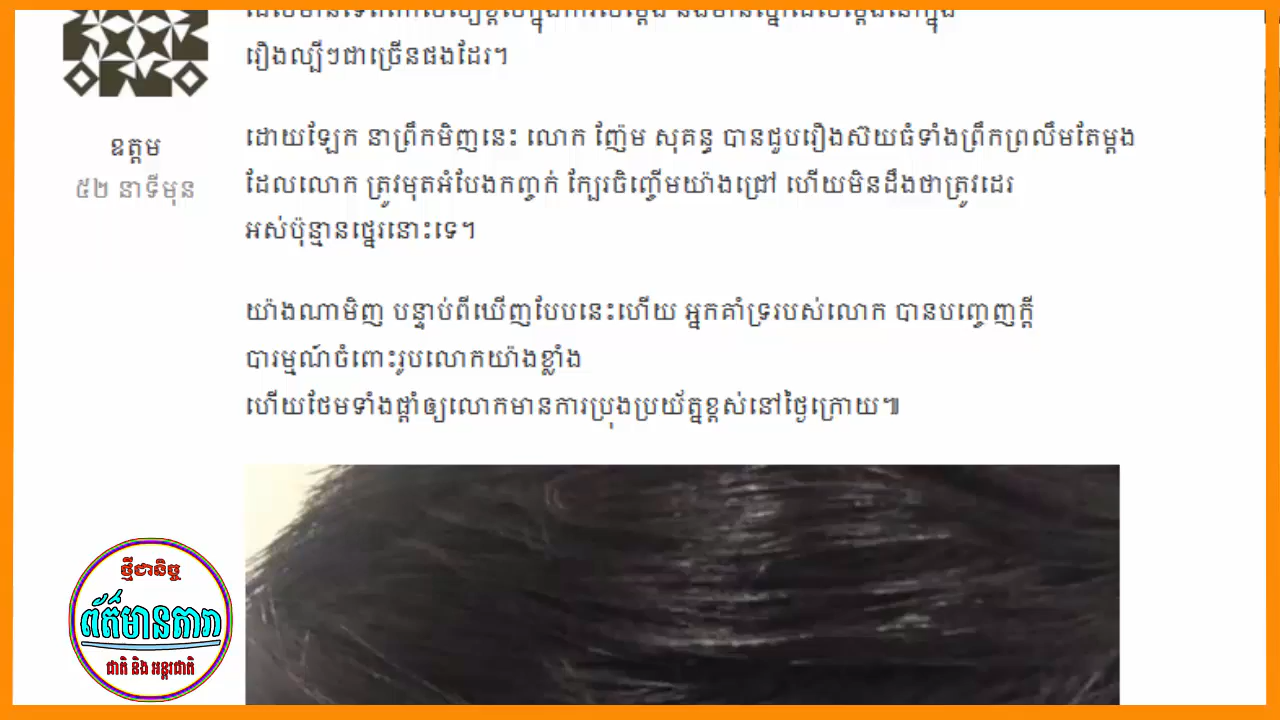 រឿងល្បីៗជាច្រើនផងដែរ។
ឧត្តម
៥២ នាទីមុន
ដោយឡែក នាព្រឹកមិញនេះ លោក ញ៉ែម សុគន្ធ បានជួបរឿងស៊យធំទាំងព្រឹកព្រលឹមតែម្តង
ដែលលោក ត្រូវមុតអំបែងកញ្ចក់ ក្បែរចិញ្ចើមយ៉ាងជ្រៅ ហើយមិនដឹងថាត្រូវដេរ
អស់ប៉ុន្មានថ្នេរនោះទេ។
យ៉ាងណាមិញ បន្ទាប់ពីឃើញបែបនេះហើយ អ្នកគាំទ្ររបស់លោក បានបញ្ចេញក្តី
បារម្មណ៍ចំពោះរូបលោកយ៉ាងខ្លាំង
ហើយថែមទាំងផ្តាំឲ្យលោកមានការប្រុងប្រយ័ត្នខ្ពស់នៅថ្ងៃក្រោយ៕
ថ្មីជានិច្ច
ព័ត៌មានតារា
ជាតិ និង អន្តរជាតិ